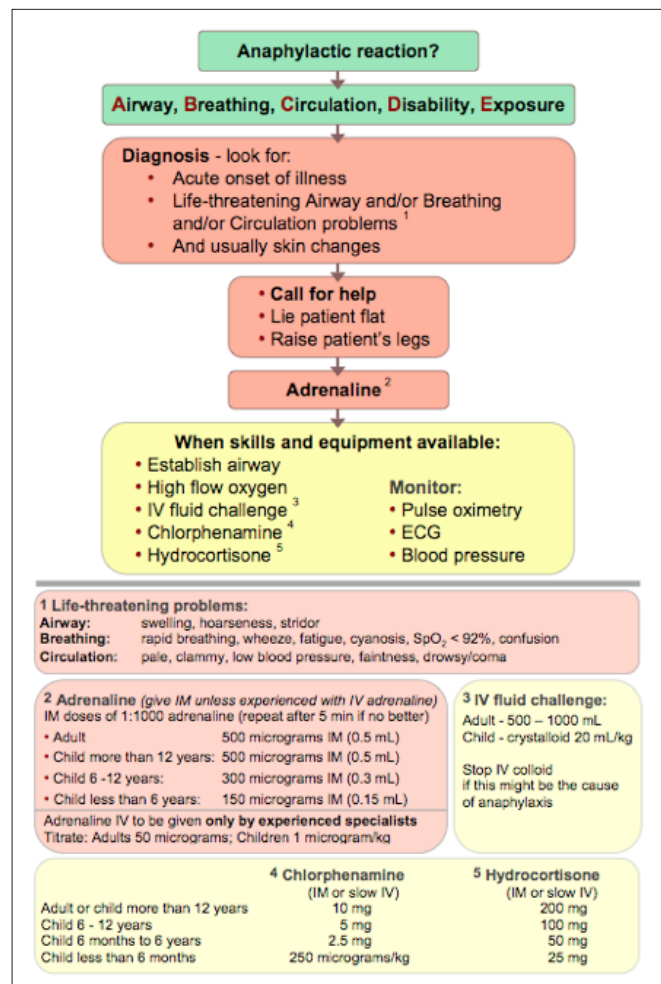 Anaphylactic reaction?
Airway, Breathing, Circulation, Disability, Exposure
Diagnosis - look for:
• Acute onset of illness
• Life-threatening Airway and/or Breathing
and/or Circulation problems 1
• And usually skin changes
• Call for help
• Lie patient flat
• Raise patient's legs
Adrenaline 2
When skills and equipment available:
• Establish airway
• High flow oxygen
• IV fluid challenge 3
• Chlorphenamine 4
• Hydrocortisone 5
Monitor:
• Pulse oximetry
• ECG
• Blood pressure
1 Life-threatening problems:
Airway: swelling, hoarseness, stridor
Breathing: rapid breathing, wheeze, fatigue, cyanosis, SpO2 < 92%, confusion
Circulation: pale, clammy, low blood pressure, faintness, drowsy/coma
2 Adrenaline (give IM unless experienced with IV adrenaline)
IM doses of 1:1000 adrenaline (repeat after 5 min if no better)
• Adult 500 micrograms IM (0.5 mL)
• Child more than 12 years: 500 micrograms IM (0.5 mL)
• Child 6 -12 years: 300 micrograms IM (0.3 mL)
• Child less than 6 years: 150 micrograms IM (0.15 mL)
Adrenaline IV to be given only by experienced specialists
Titrate: Adults 50 micrograms; Children 1 microgram/kg
3 IV fluid challenge:
Adult - 500 – 1000 mL
Child - crystalloid 20 mL/kg
Stop IV colloid
if this might be the cause
of anaphylaxis
4 Chlorphenamine 5 Hydrocortisone
(IM or slow IV) (IM or slow IV)
Adult or child more than 12 years 10 mg 200 mg
Child 6 - 12 years 5 mg 100 mg
Child 6 months to 6 years 2.5 mg 50 mg
Child less than 6 months 250 micrograms/kg 25 mg